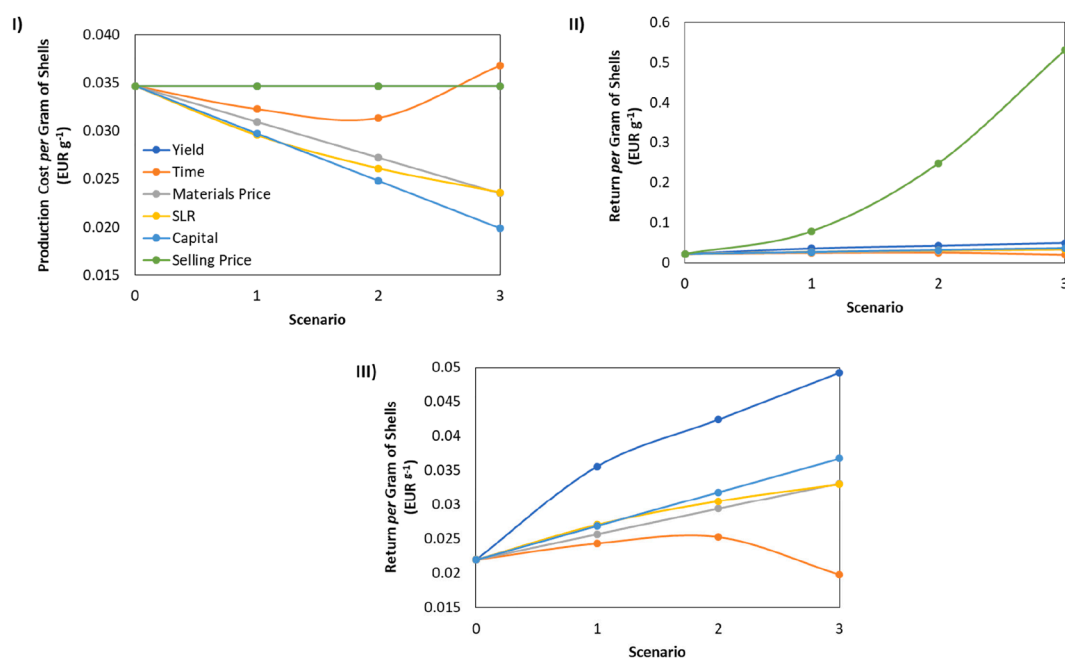 I)
Production Cost per Gram of Shells
(EUR g-1)
0.040
0.035
0.030
0.025
0.020
0.015
Yield
Time
Materials Price
SLR
Capital
Selling Price
0 1 2 3
Scenario
II)
Return per Gram of Shells
(EUR g-1)
0.6
0.5
0.4
0.3
0.2
0.1
0
0 1 2 3
Scenario
III)
Return per Gram of Shells
(EUR g-1)
0.05
0.045
0.04
0.035
0.03
0.025
0.02
0.015
0 1 2 3
Scenario